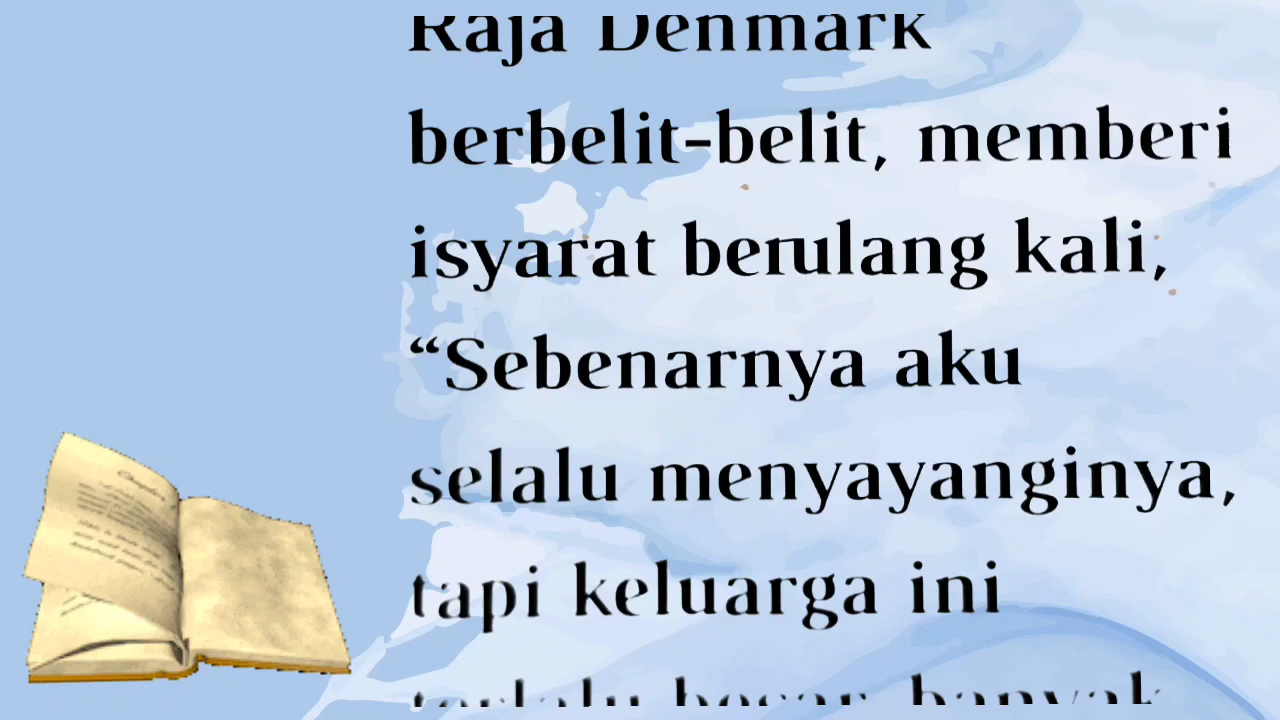 Raja Denmark
berbelit-belit, memberi
isyarat berulang kali,
“Sebenarnya aku
selalu menyayanginya,
tapi keluarga ini
terlalu besar, banyak